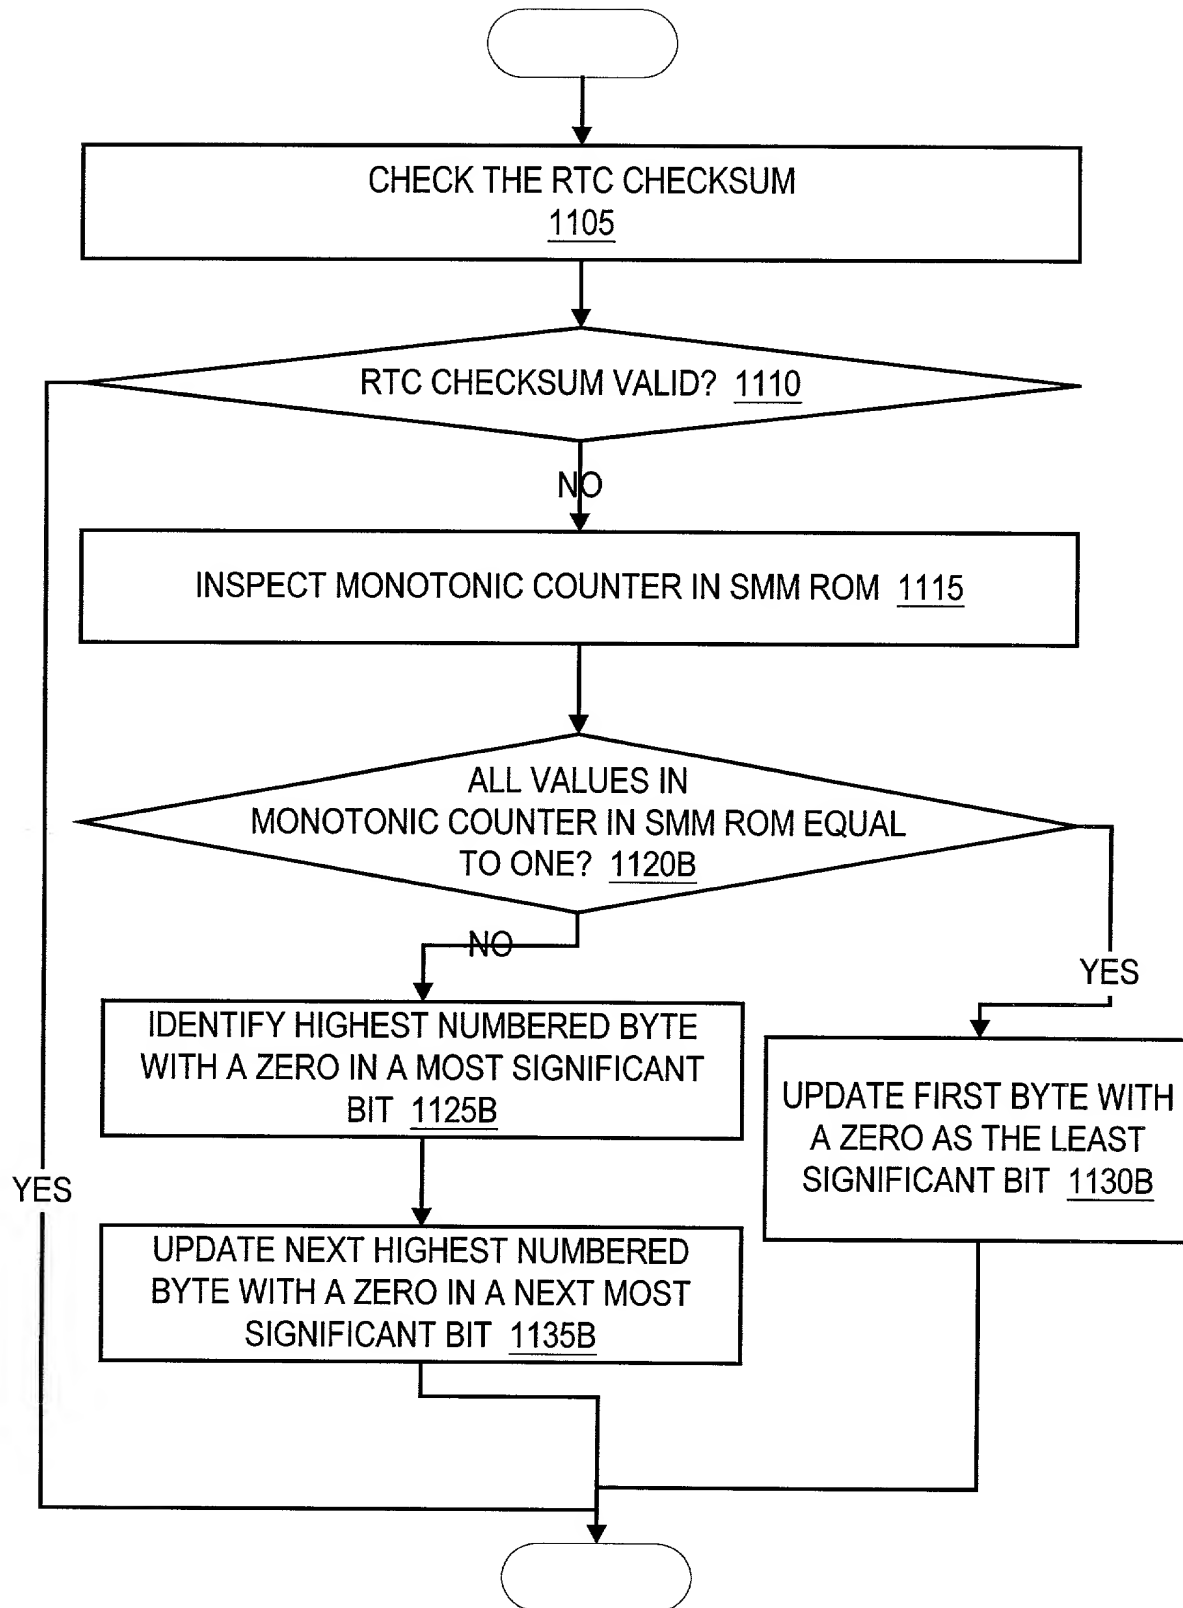 CHECK THE RTC CHECKSUM
1105
RTC CHECKSUM VALID? 1110
NO
INSPECT MONOTONIC COUNTER IN SMM ROM 1115
ALL VALUES IN
MONOTONIC COUNTER IN SMM ROM EQUAL
TO ONE? 1120B
NO
YES
IDENTIFY HIGHEST NUMBERED BYTE
WITH A ZERO IN A MOST SIGNIFICANT
BIT 1125B
UPDATE FIRST BYTE WITH
A ZERO AS THE LEAST
SIGNIFICANT BIT 1130B
YES
UPDATE NEXT HIGHEST NUMBERED
BYTE WITH A ZERO IN A NEXT MOST
SIGNIFICANT BIT 1135B